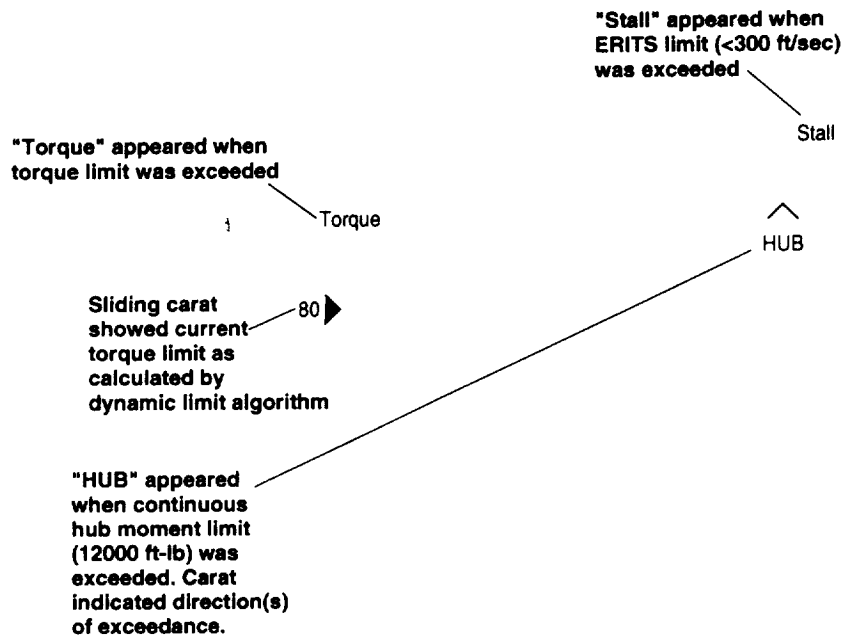 "Stall" appeared when
ERITS limit (<300 ft/sec)
was exceeded
Stall
"Torque" appeared when
torque limit was exceeded
Torque
HUB
Sliding carat
showed current
torque limit as
calculated by
dynamic limit algorithm
80
"HUB" appeared
when continuous
hub moment limit
(12000 ft-lb) was
exceeded. Carat
indicated direction(s)
of exceedance.